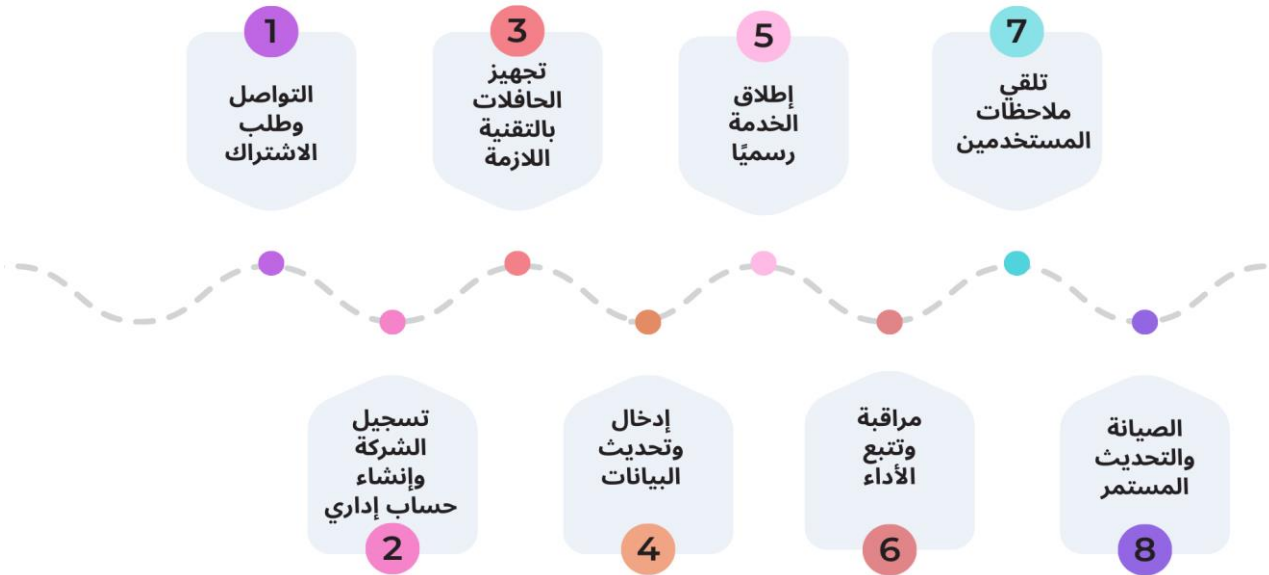 1
التواصل
وطلب
الاشتراك
2
تسجيل
الشركة
وإنشاء
حساب إداري
3
تجهيز
الحافلات
بالتقنية
اللازمة
4
إدخال
وتحديث
البيانات
5
إطلاق
الخدمة
رسميًا
6
مراقبة
وتتبع
الأداء
7
تلقي
ملاحظات
المستخدمين
8
الصيانة
والتحديث
المستمر